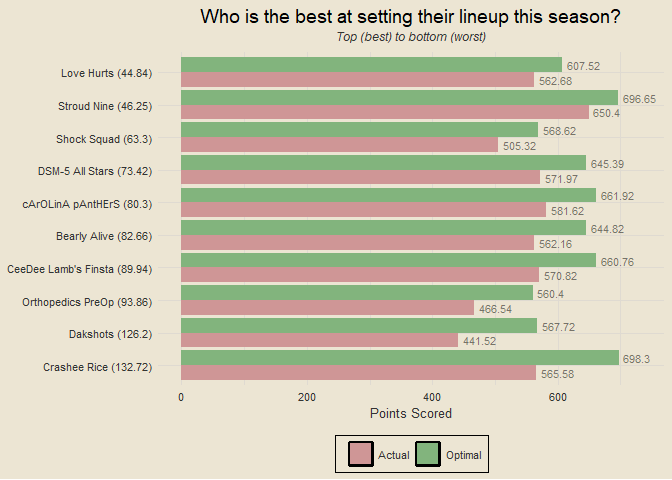 Who is the best at setting their lineup this season?
Top (best) to bottom (worst)
Love Hurts (44.84)
607.52
562.68
Stroud Nine (46.25)
696.65
650.4
Shock Squad (63.3)
568.62
505.32
DSM-5 All Stars (73.42)
645.39
571.97
cArOLinA pAntHErS (80.3)
661.92
581.62
Bearly Alive (82.66)
644.82
562.16
CeeDee Lamb's Finsta (89.94)
660.76
570.82
Orthopedics PreOp (93.86)
560.4
466.54
Dakshots (126.2)
567.72
441.52
Crashee Rice (132.72)
698.3
565.58
0 200 400 600
Points Scored
Actual Optimal